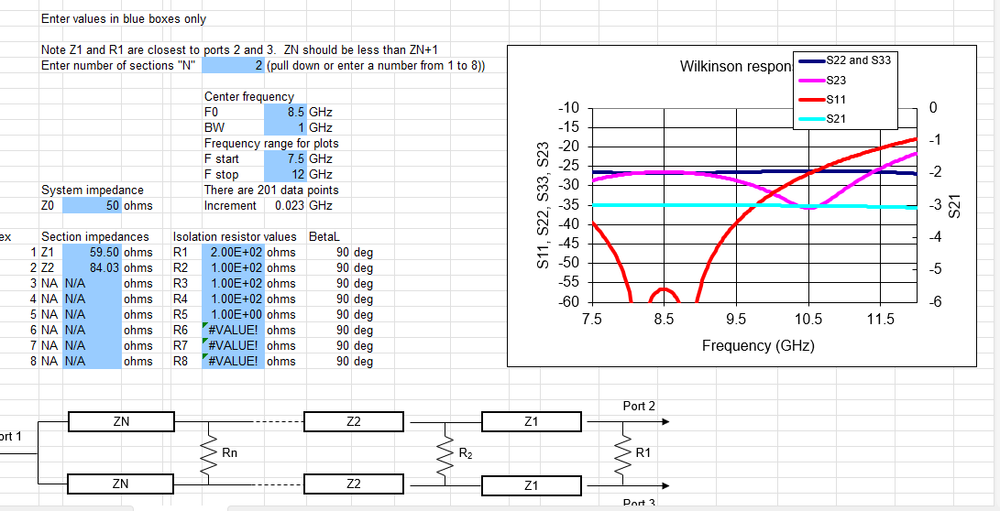 Enter values in blue boxes only
Note Z1 and R1 are closest to ports 2 and 3. ZN should be less than ZN+1
Enter number of sections "N" 2 (pull down or enter a number from 1 to 8))
Center frequency
F0 8.5 GHz
BW 1 GHz
Frequency range for plots
F start 7.5 GHz
F stop 12 GHz
System impedance There are 201 data points
Z0 50 ohms Increment 0.023 GHz
ex Section impedances Isolation resistor values BetaL
1 Z1 59.50 ohms R1 2.00E+02 ohms 90 deg
2 Z2 84.03 ohms R2 1.00E+02 ohms 90 deg
3 NA N/A ohms R3 1.00E+02 ohms 90 deg
4 NA N/A ohms R4 1.00E+02 ohms 90 deg
5 NA N/A ohms R5 1.00E+00 ohms 90 deg
6 NA N/A ohms R6 #VALUE! ohms 90 deg
7 NA N/A ohms R7 #VALUE! ohms 90 deg
8 NA N/A ohms R8 #VALUE! ohms 90 deg
Wilkinson respon
S22 and S33
S23
S11
S21
S11, S22, S33, S23
-10
-15
-20
-25
-30
-35
-40
-45
-50
-55
-60
0
-1
-2
-3
-4
-5
-6
S21
7.5 8.5 9.5 10.5 11.5
Frequency (GHz)
Port 2
ZN Z2 Z1
ort 1
Rn R2 R1
ZN Z2 Z1
Port 3